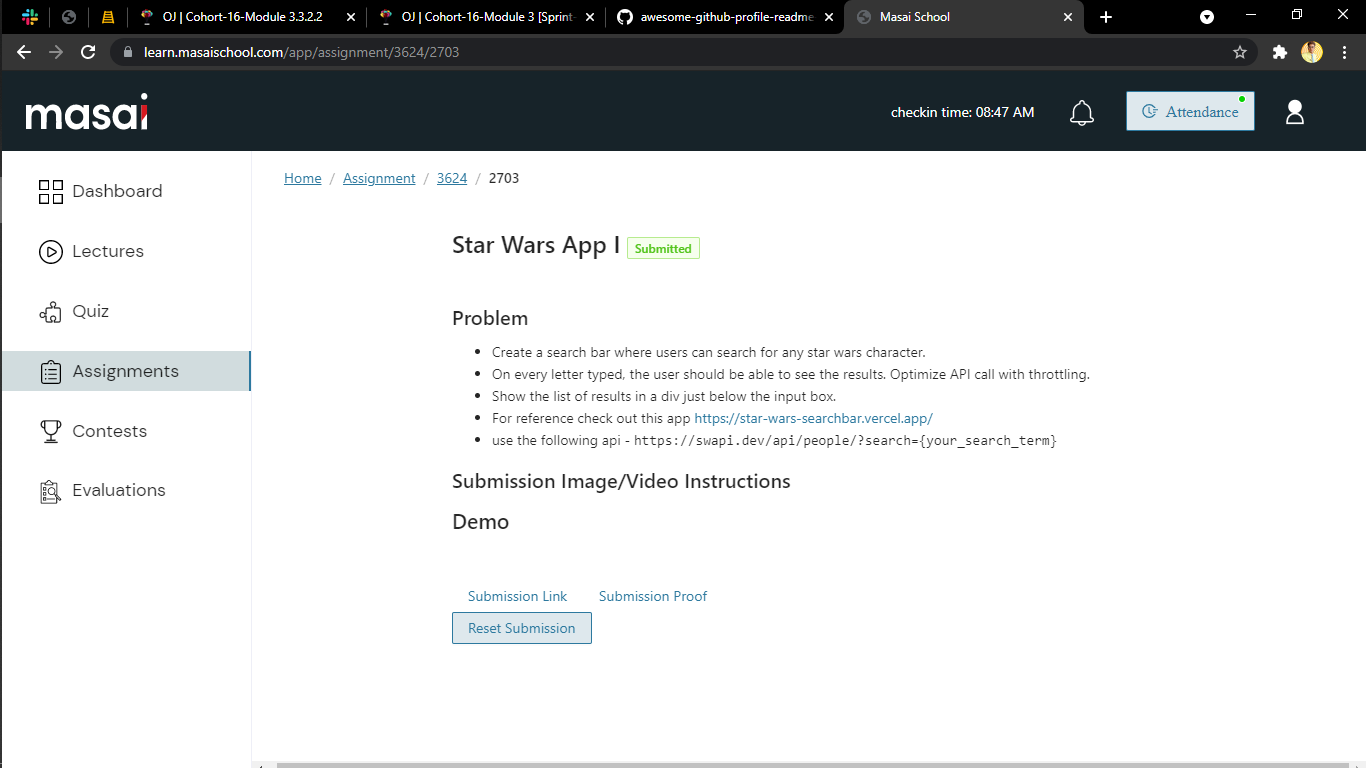 OJ | Cohort-16-Module 3.3.2.2
OJ | Cohort-16-Module 3 [Sprint
awesome-github-profile-readme
Masai School
learn.masaischool.com/app/assignment/3624/2703
masai
checkin time: 08:47 AM
Attendance
Dashboard
Lectures
Quiz
Assignments
Contests
Evaluations
Home / Assignment / 3624 / 2703
Star Wars App I Submitted
Problem
Create a search bar where users can search for any star wars character.
On every letter typed, the user should be able to see the results. Optimize API call with throttling.
Show the list of results in a div just below the input box.
For reference check out this app https://star-wars-searchbar.vercel.app/
use the following api - https://swapi.dev/api/people/?search={your_search_term}
Submission Image/Video Instructions
Demo
Submission Link Submission Proof
Reset Submission